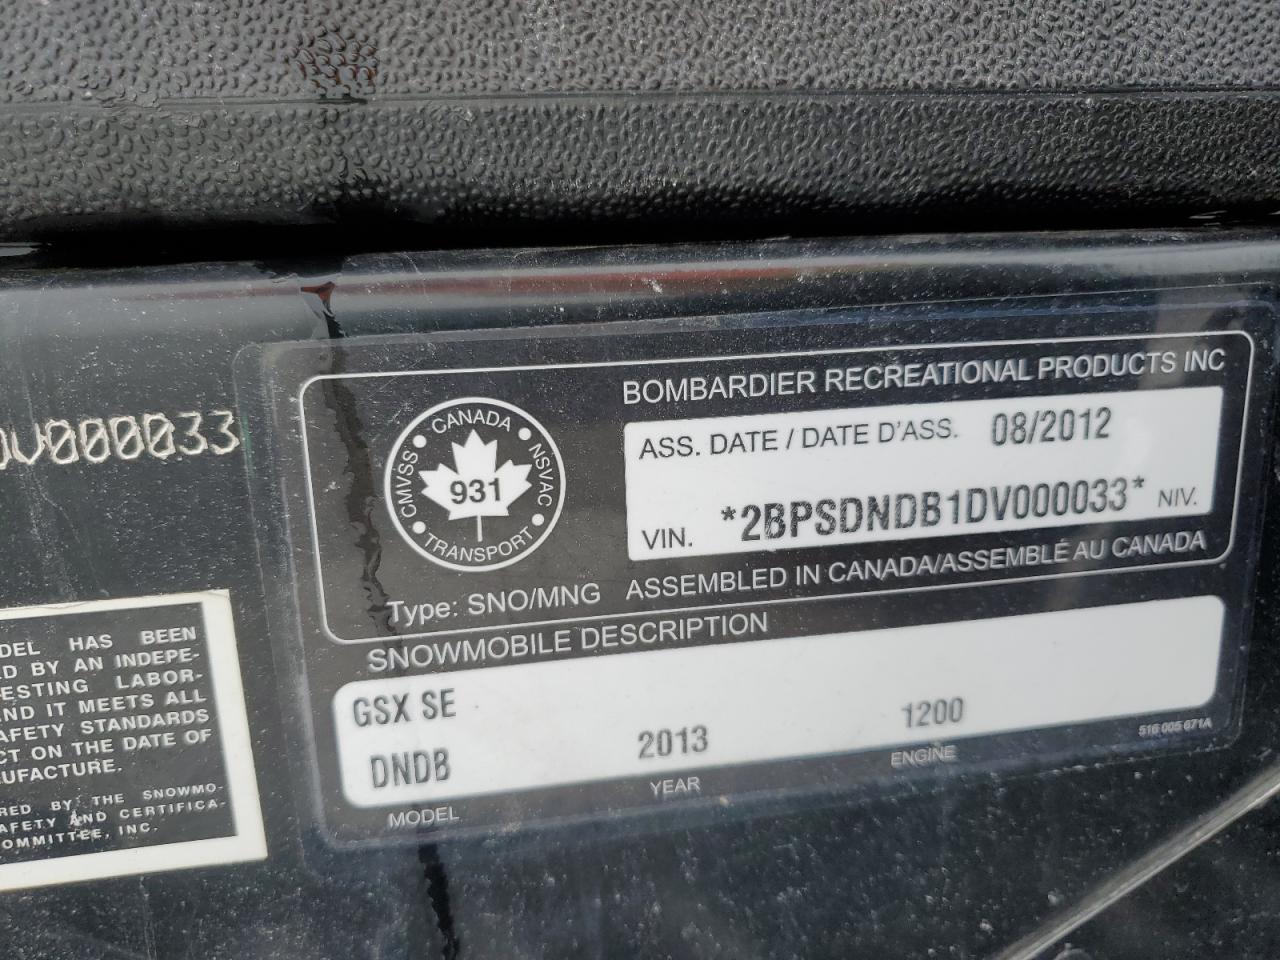 BOMBARDIER RECREATIONAL PRODUCTS INC
ASS. DATE / DATE D'ASS. 08/2012
VIN. *2BPSDNDB1DV000033* NIV.
CANADA
CMVSS
NSVAC
931
TRANSPORT
Type: SNO/MNG ASSEMBLED IN CANADA/ASSEMBLÉ AU CANADA
SNOWMOBILE DESCRIPTION
GSX SE
DNDB 2013 1200
MODEL YEAR ENGINE
516 005 671A
DV000033
DEL HAS BEEN
ED BY AN INDEPE-
ESTING LABOR-
ND IT MEETS ALL
AFETY STANDARDS
CT ON THE DATE OF
UFACTURE.
RED BY THE SNOWMO-
AFETY AND CERTIFICA-
OMMITTEE, INC.